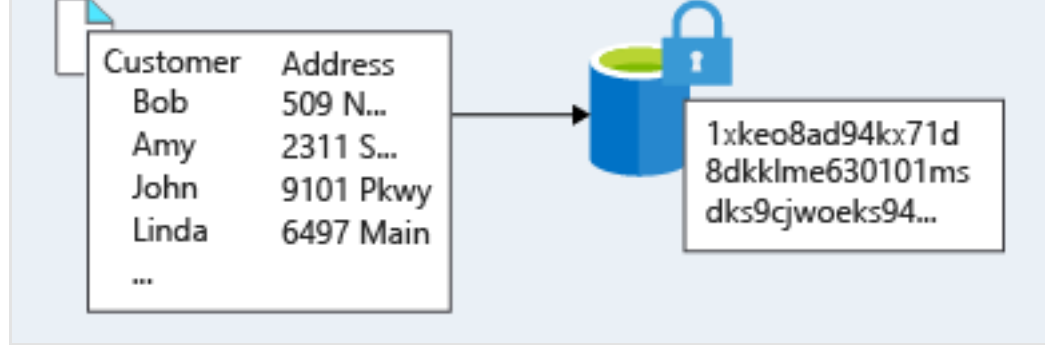 Customer Address
Bob 509 N...
Amy 2311 S...
John 9101 Pkwy
Linda 6497 Main
...
1xkeo8ad94kx71d
8dkklme630101ms
dks9cjwoeks94...